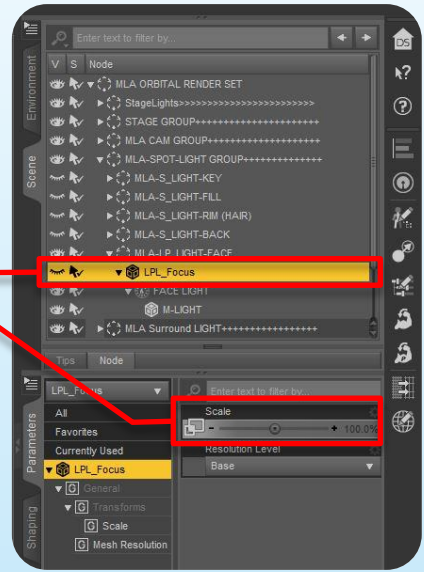 Enter text to filter by...
V S Node
MLA ORBITAL RENDER SET
StageLights>>>>>>>>>>>>>>>>>>>>>>>>
STAGE GROUP++++++++++++++++++++++
MLA CAM GROUP++++++++++++++++++++
MLA-SPOT-LIGHT GROUP++++++++++++++
MLA-S_LIGHT-KEY
MLA-S_LIGHT-FILL
MLA-S_LIGHT-RIM (HAIR)
MLA-S_LIGHT-BACK
MLA-LP_LIGHT-FACE
LPL_Focus
FACE LIGHT
M-LIGHT
MLA Surround LIGHT+++++++++++++++++
Environment
Scene
Tips Node
LPL_Focus
All
Favorites
Currently Used
LPL_Focus
G General
G Transforms
G Scale
G Mesh Resolution
Enter text to filter by...
Scale
- + 100.0%
Resolution Level
Base
Parameters
Shaping
DS
?
?